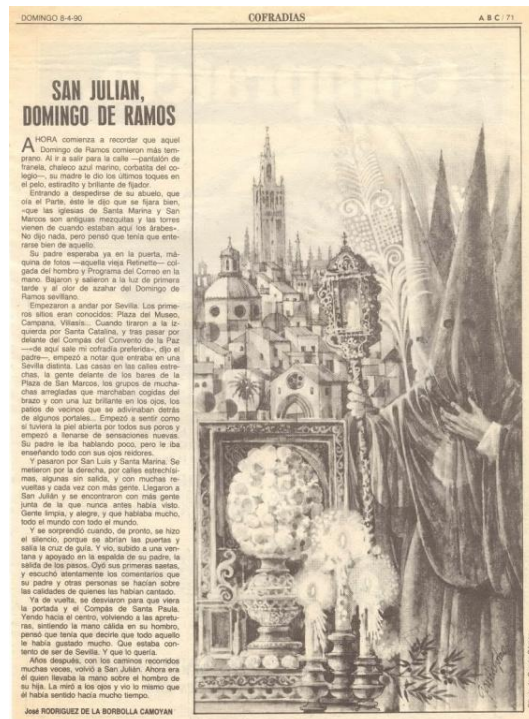 DOMINGO 8-4-90
COFRADIAS
A B C / 71
SAN JULIAN,
DOMINGO DE RAMOS
AHORA comienza a recordar que aquel
Domingo de Ramos comieron más tem-
prano. Al ir a salir para la calle —pantalón de
franela, chaleco azul marino, corbatita del co-
legio—, su madre le dio los últimos toques en
el pelo, estiradito y brillante de fijador.
Entrando a despedirse de su abuelo, que
oía el Parte, éste le dijo que se fijara bien,
«que las iglesias de Santa Marina y San
Marcos son antiguas mezquitas y las torres
vienen de cuando estaban aquí los árabes».
No dijo nada, pero pensó que tenía que ente-
rarse bien de aquello.
Su padre esperaba ya en la puerta, má-
quina de fotos —aquella vieja Retinette— col-
gada del hombro y Programa del Correo en la
mano. Bajaron y salieron a la luz de primera
tarde y al olor de azahar del Domingo de
Ramos sevillano.
Empezaron a andar por Sevilla. Los prime-
ros sitios eran conocidos: Plaza del Museo,
Campana, Villasís... Cuando tiraron a la iz-
quierda por Santa Catalina, y tras pasar por
delante del Compás del Convento de la Paz
—«de aquí sale mi cofradía preferida», dijo el
padre—, empezó a notar que entraba en una
Sevilla distinta. Las casas en las calles estre-
chas, la gente delante de los bares de la
Plaza de San Marcos, los grupos de mucha-
chas arregladas que marchaban cogidas del
brazo y con una luz brillante en los ojos, los
patios de vecinos que se adivinaban detrás
de algunos portales... Empezó a sentir como
si tuviera la piel abierta por todos sus poros y
empezó a llenarse de sensaciones nuevas.
Su padre le iba hablando poco, pero le iba
enseñando todo con sus ojos reidores.
Y pasaron por San Luis y Santa Marina. Se
metieron por la derecha, por calles estrechísi-
mas, algunas sin salida, y con muchas re-
vueltas y cada vez con más gente. Llegaron a
San Julián y se encontraron con más gente
junta de la que nunca antes había visto.
Gente limpia, y alegre, y que hablaba mucho,
todo el mundo con todo el mundo.
Y se sorprendió cuando, de pronto, se hizo
el silencio, porque se abrían las puertas y
salía la cruz de guía. Y vio, subido a una ven-
tana y apoyado en la espalda de su padre, la
salida de los pasos. Oyó sus primeras saetas,
y escuchó atentamente los comentarios que
su padre y otras personas se hacían sobre
las calidades de quienes las habían cantado.
Ya de vuelta, se desviaron para que viera
la portada y el Compás de Santa Paula.
Yendo hacia el centro, volviendo a las apretu-
ras, sintiendo la mano cálida en su hombro,
pensó que tenía que decirle que todo aquello
le había gustado mucho. Que estaba con-
tento de ser de Sevilla. Y que lo quería.
Años después, con los caminos recorridos
muchas veces, volvió a San Julián. Ahora era
él quien llevaba la mano sobre el hombro de
su hija. La miró a los ojos y vio lo mismo que
él había sentido hacía mucho tiempo.
José RODRIGUEZ DE LA BORBOLLA CAMOYAN